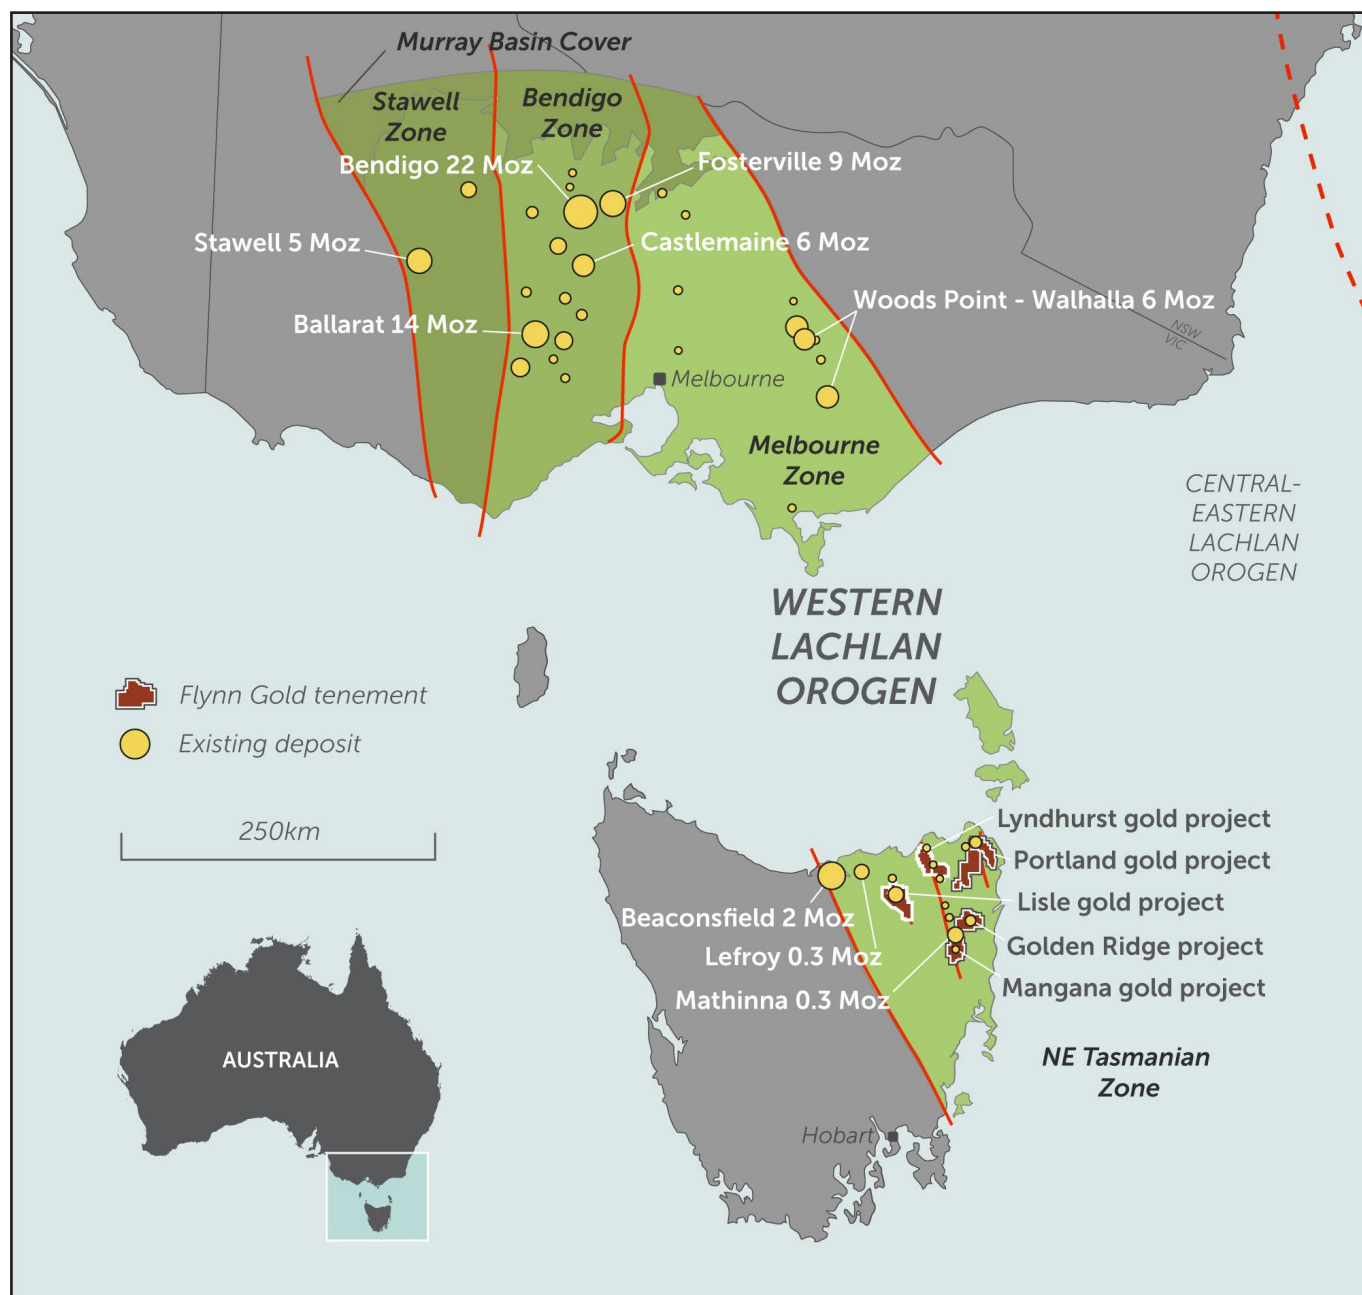 Murray Basin Cover
Stawell
Zone
Bendigo
Zone
Bendigo 22 Moz
Fosterville 9 Moz
Stawell 5 Moz
Castlemaine 6 Moz
Ballarat 14 Moz
Woods Point - Walhalla 6 Moz
NSW
VIC
Melbourne
Melbourne
Zone
CENTRAL-
EASTERN
LACHLAN
OROGEN
WESTERN
LACHLAN
OROGEN
Flynn Gold tenement
Existing deposit
250km
Lyndhurst gold project
Portland gold project
Lisle gold project
Beaconsfield 2 Moz
Golden Ridge project
Lefroy 0.3 Moz
Mangana gold project
Mathinna 0.3 Moz
NE Tasmanian
Zone
AUSTRALIA
Hobart